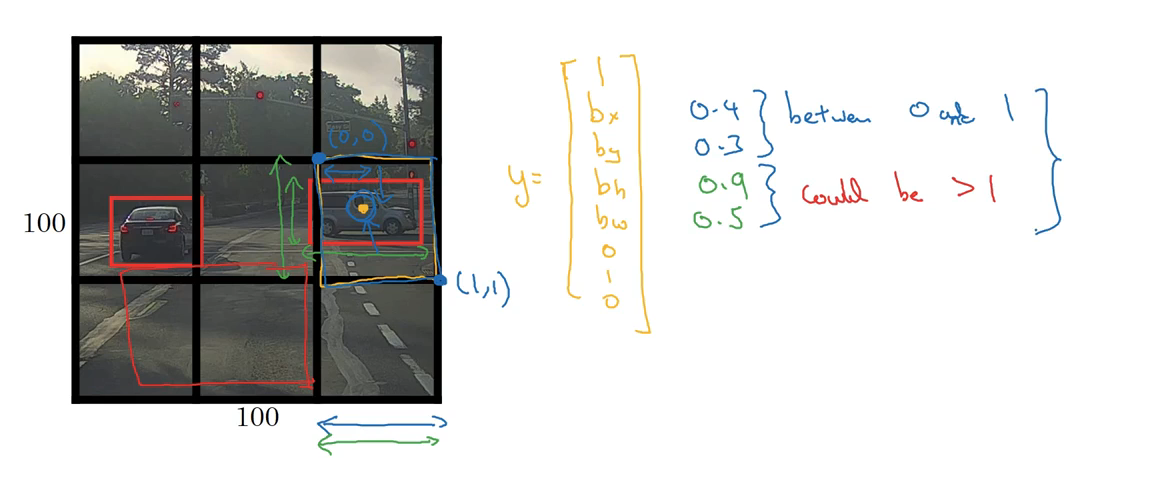 (0,0)
100
(1,1)
100
y=
1
bx
by
bh
bw
0
1
0
0.4
0.3
between 0 and 1
0.9
0.5
could be > 1